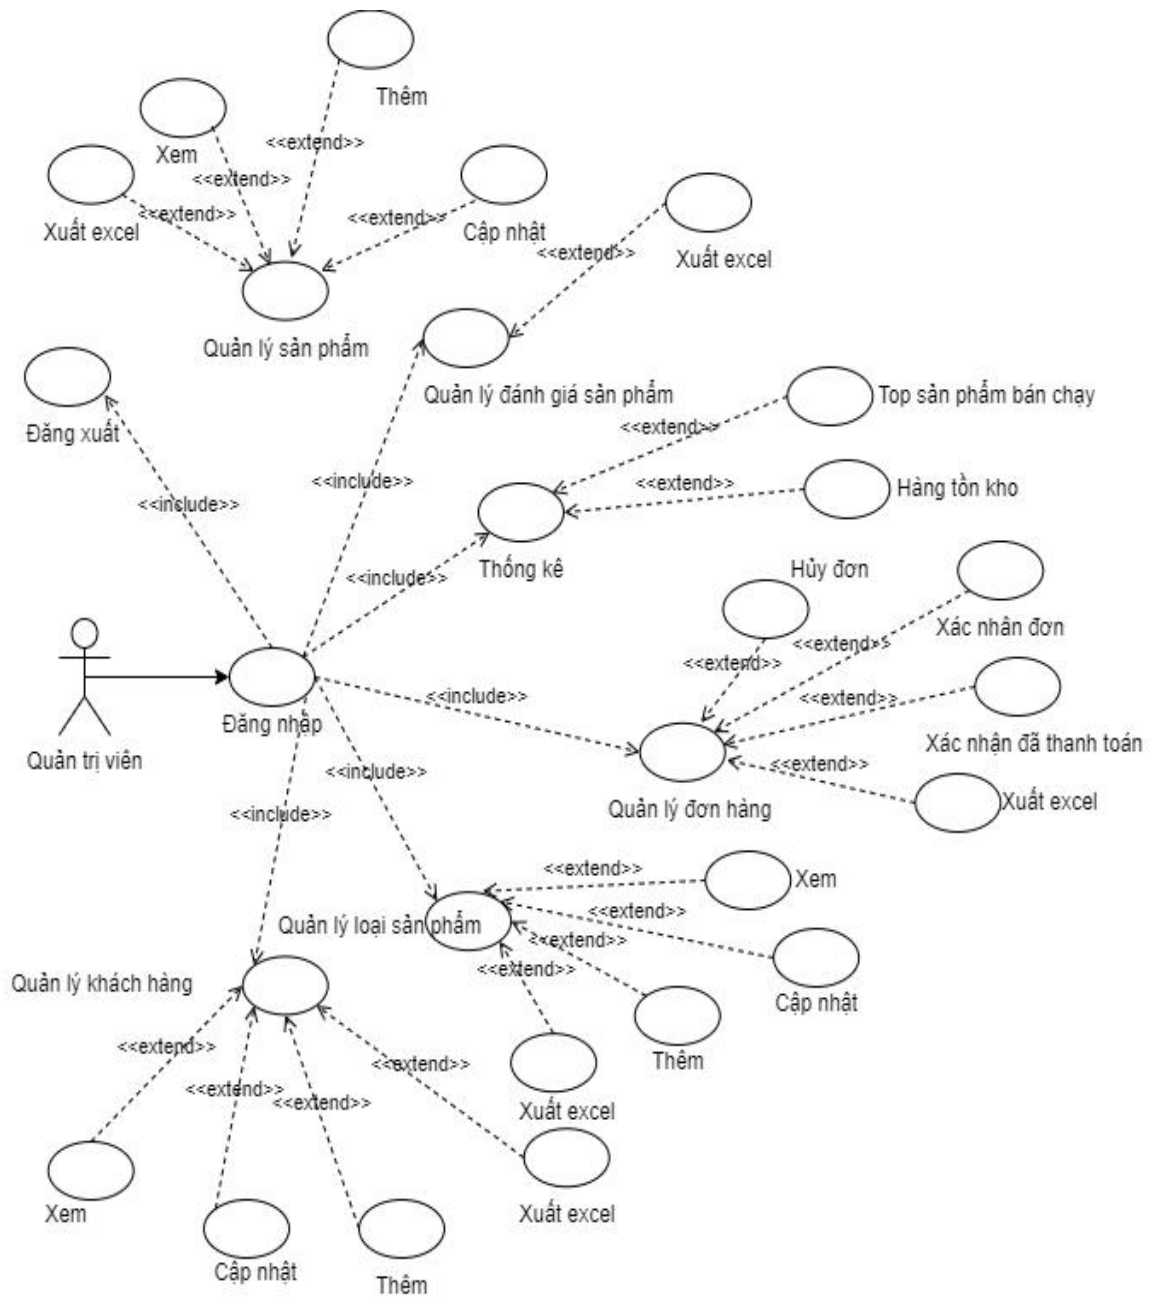 Thêm
<<extend>>
Xem
<<extend>>
<<extend>>
Xuất excel
<<extend>>
Cập nhật
<<extend>>
Xuất excel
Quản lý sản phẩm
Quản lý đánh giá sản phẩm
Top sản phẩm bán chạy
<<extend>>
Đăng xuất
<<include>>
<<extend>>
Hàng tồn kho
<<include>>
Thống kê
<<include>>
Hủy đơn
Xác nhân đơn
<<extend>>
<<extend>>
<<include>>
<<extend>>
Đăng nhập
Quản trị viên
Xác nhận đã thanh toán
<<include>>
<<extend>>
Xuất excel
Quản lý đơn hàng
<<include>>
<<extend>>
Xem
<<extend>>
Quản lý loại sản phẩm
<<extend>>
<<extend>>
Quản lý khách hàng
Cập nhật
<<extend>>
<<extend>>
Thêm
<<extend>>
<<extend>>
Xuất excel
Xem
Xuất excel
Cập nhật
Thêm